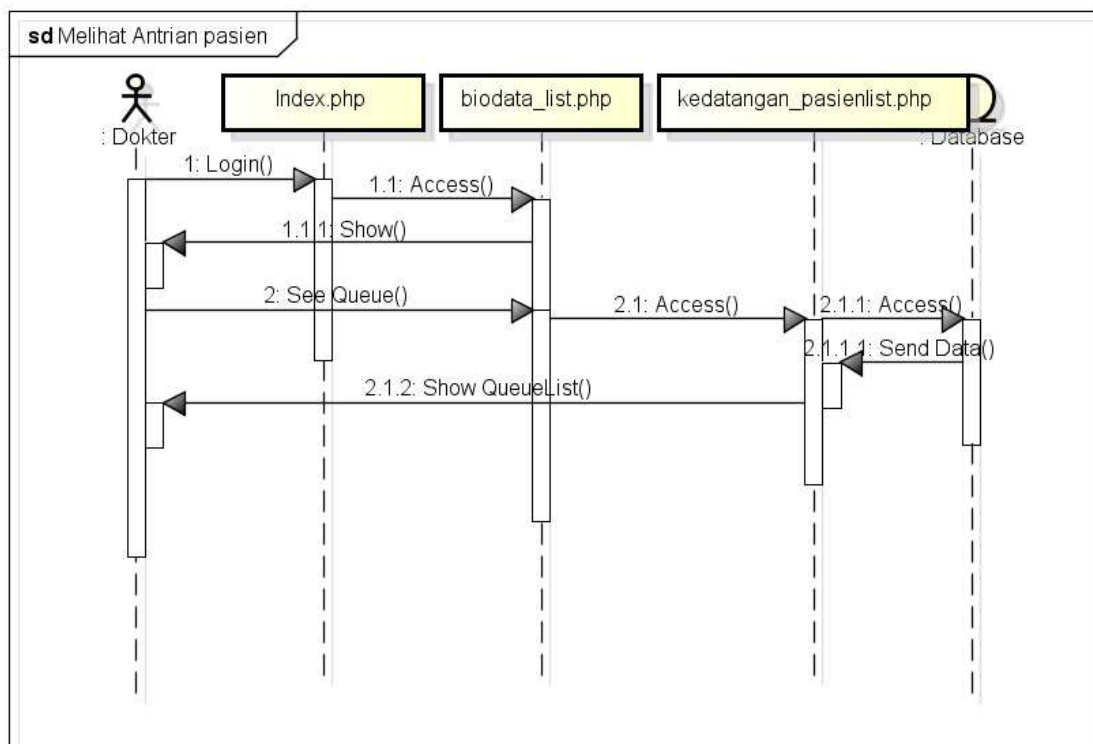 sd Melihat Antrian pasien
Index.php
biodata_list.php
kedatangan_pasienlist.php
: Dokter
: Database
1: Login()
1.1: Access()
1.1.1: Show()
2: See Queue()
2.1: Access()
2.1.1: Access()
2.1.1.1: Send Data()
2.1.2: Show QueueList()